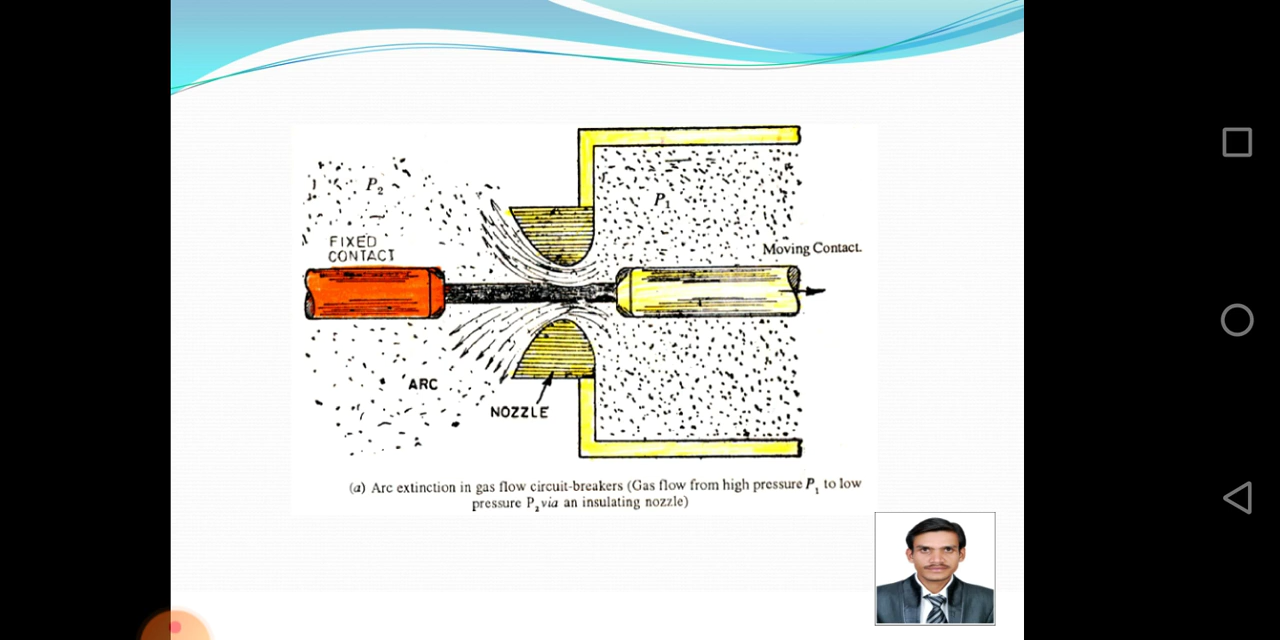 P₂
P₁
FIXED
CONTACT
Moving Contact.
ARC
NOZZLE
(a) Arc extinction in gas flow circuit-breakers (Gas flow from high pressure P₁ to low
pressure P₂ via an insulating nozzle)